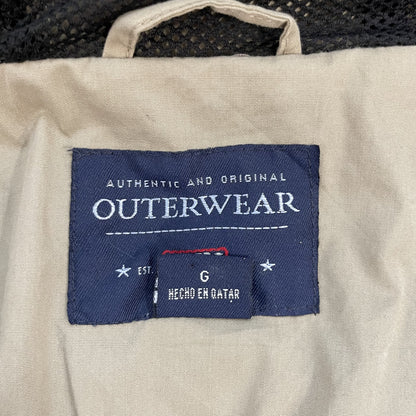 AUTHENTIC AND ORIGINAL
OUTERWEAR
EST.
G
HECHO EN QATAR